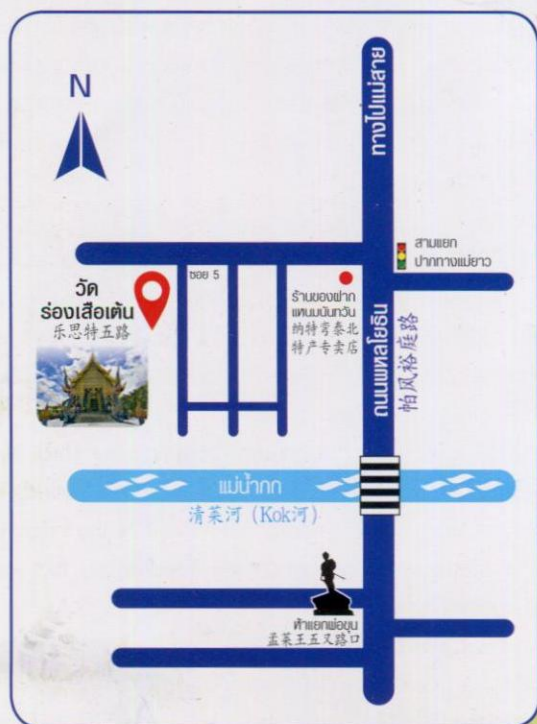 N
ทางไปแม่สาย
สามแยก
ปากทางแม่ยาว
ซอย 5
วัด
ร่องเสือเต้น
乐思特五路
ร้านของฝาก
แหนมนันทวัน
纳特弯泰北
特产专卖店
ถนนพหลโยธิน
帕风裕庭路
แม่น้ำกก
清莱河 (Kok河)
ห้าแยกพ่อขุน
孟莱王五叉路口